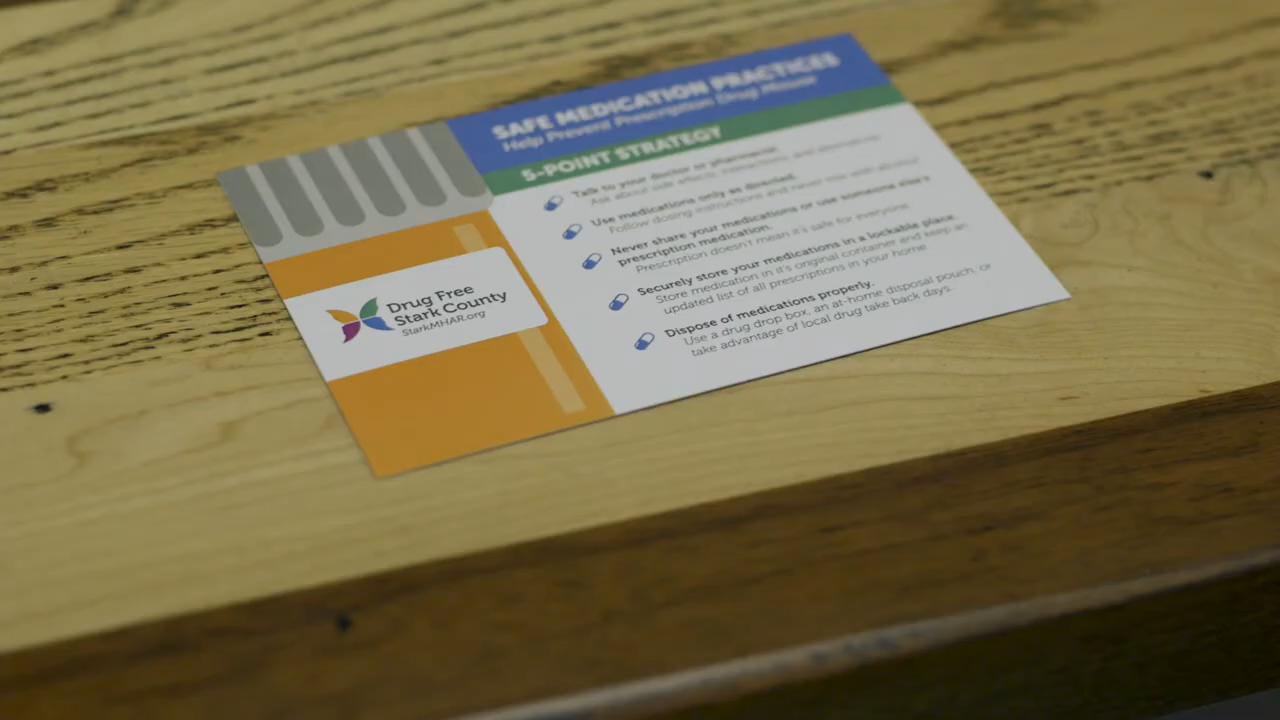 SAFE MEDICATION PRACTICES
Help Prevent Prescription Drug Misuse
5-POINT STRATEGY
Talk to your doctor or pharmacist.
Ask about side effects, interactions, and alternatives.
Use medications only as directed.
Follow dosing instructions and never mix with alcohol.
Never share your medications or use someone else's
prescription medication.
Prescription doesn't mean it's safe for everyone.
Securely store your medications in a lockable place.
Store medication in it's original container and keep an
updated list of all prescriptions in your home
Dispose of medications properly.
Use a drug drop box, an at-home disposal pouch, or
take advantage of local drug take back days.
Drug Free
Stark County
StarkMHAR.org